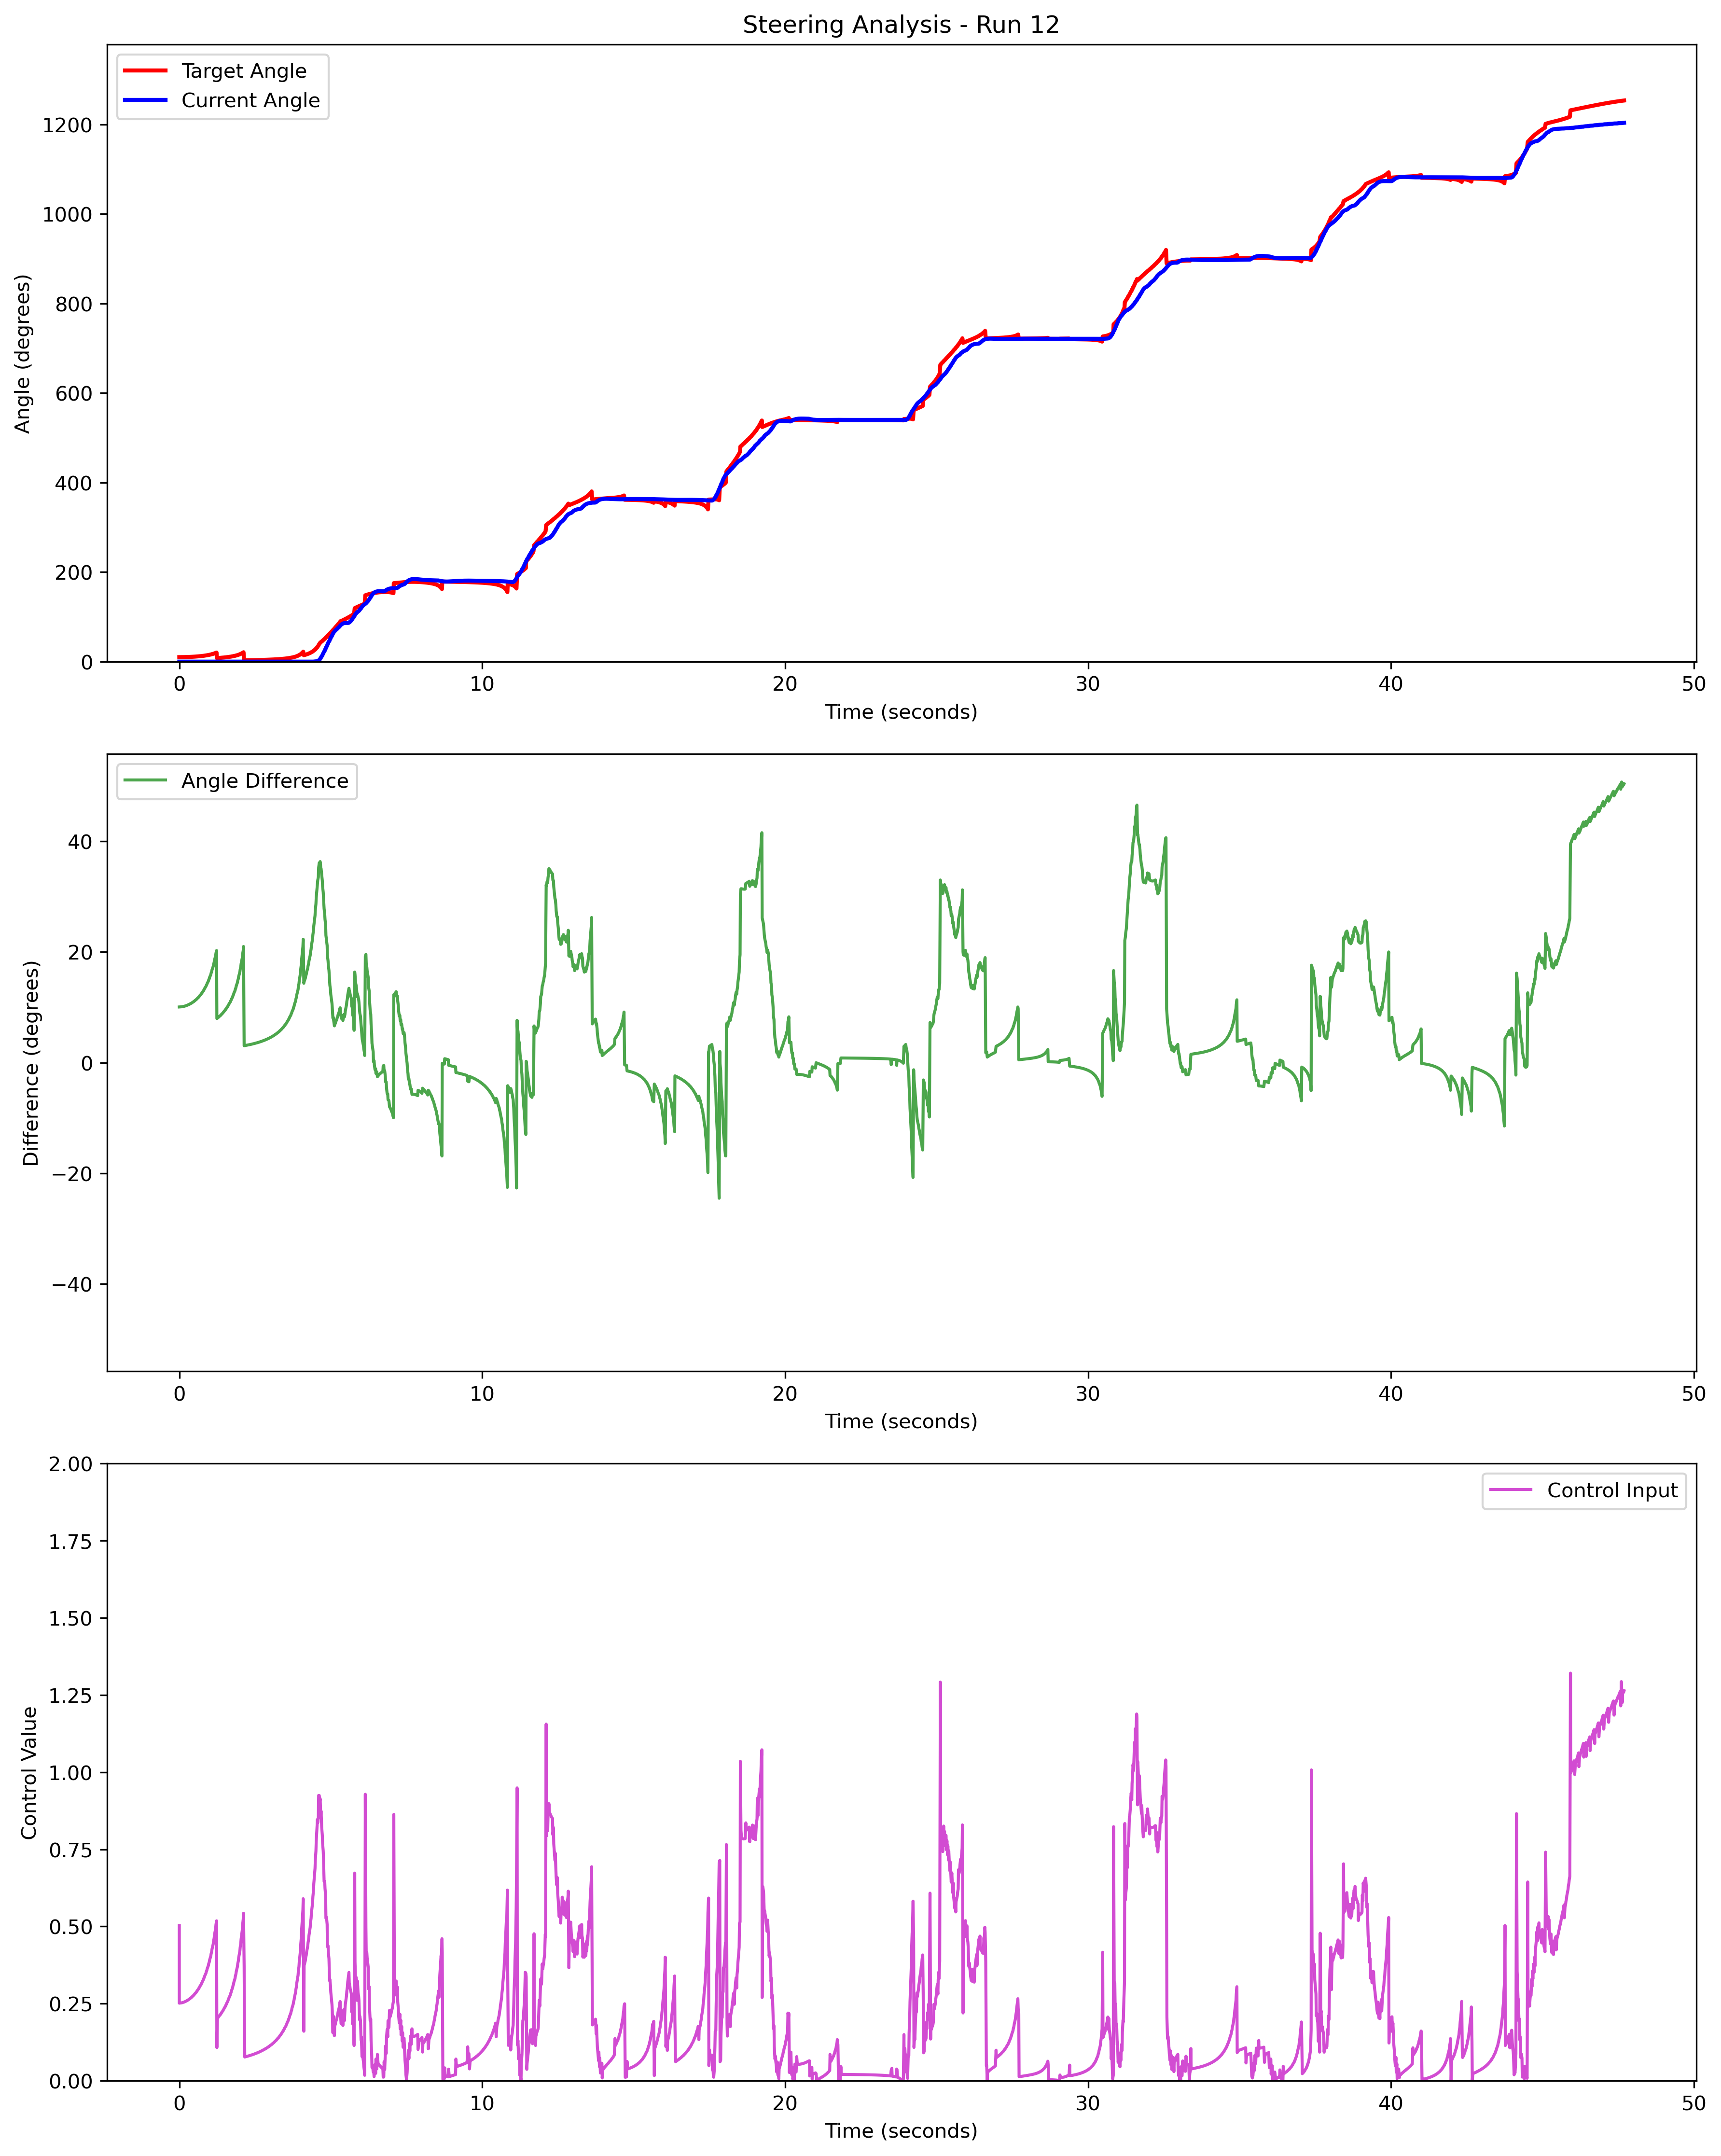 Steering Analysis - Run 12
Target Angle
Current Angle
Angle (degrees)
1200
1000
800
600
400
200
0
0 10 20 30 40 50
Time (seconds)
Angle Difference
Difference (degrees)
40
20
0
−20
−40
0 10 20 30 40 50
Time (seconds)
Control Input
Control Value
2.00
1.75
1.50
1.25
1.00
0.75
0.50
0.25
0.00
0 10 20 30 40 50
Time (seconds)